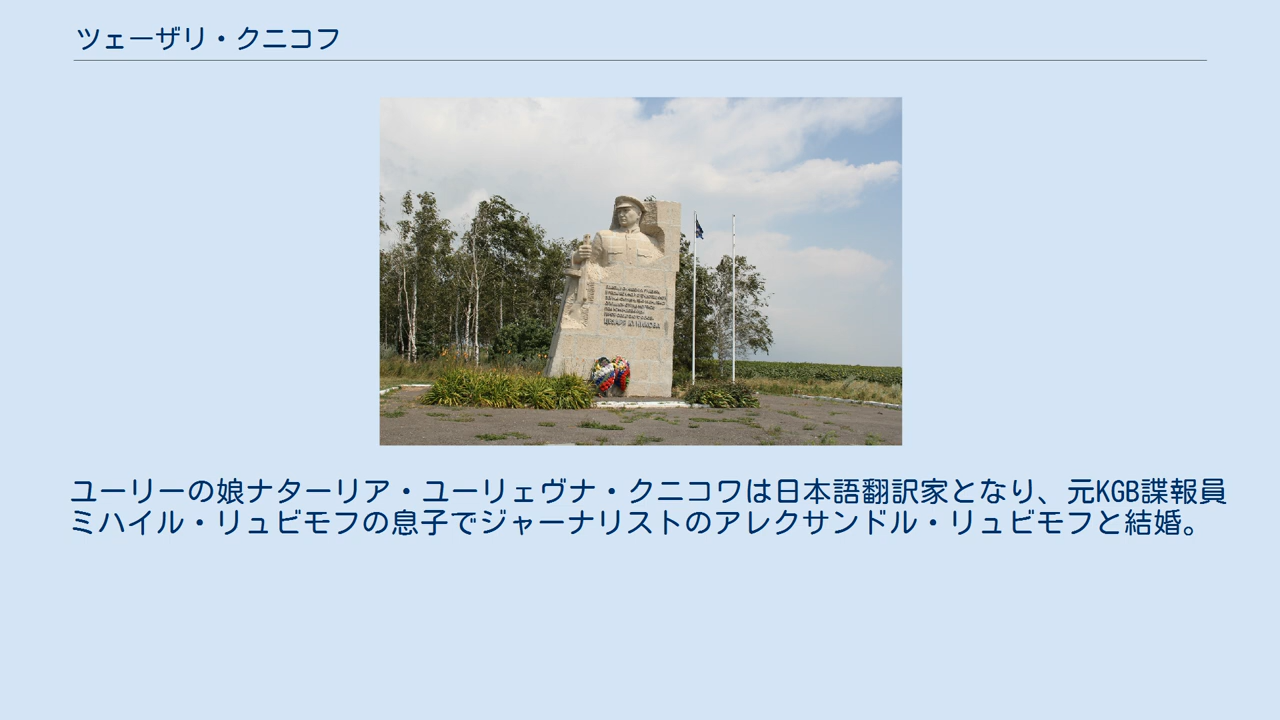 ツェーザリ・クニコフ
ユーリーの娘ナターリア・ユーリェヴナ・クニコワは日本語翻訳家となり、元KGB諜報員
ミハイル・リュビモフの息子でジャーナリストのアレクサンドル・リュビモフと結婚。